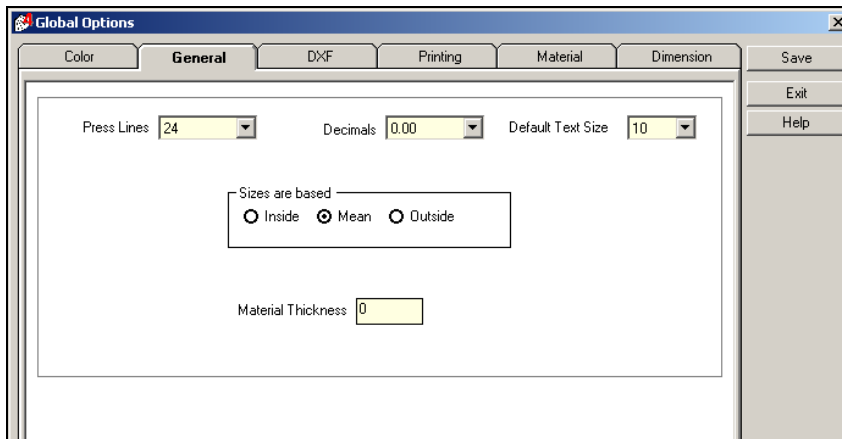 Global Options
Color General DXF Printing Material Dimension Save
Exit
Press Lines 24 Decimals 0.00 Default Text Size 10 Help
Sizes are based
Inside Mean Outside
Material Thickness 0